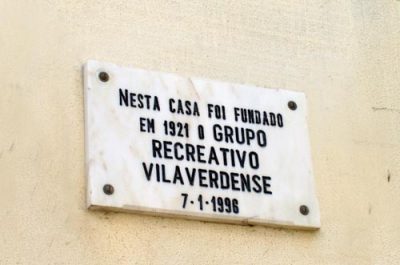 NESTA CASA FOI FUNDADO
EM 1921 O GRUPO
RECREATIVO
VILAVERDENSE
7-1-1996